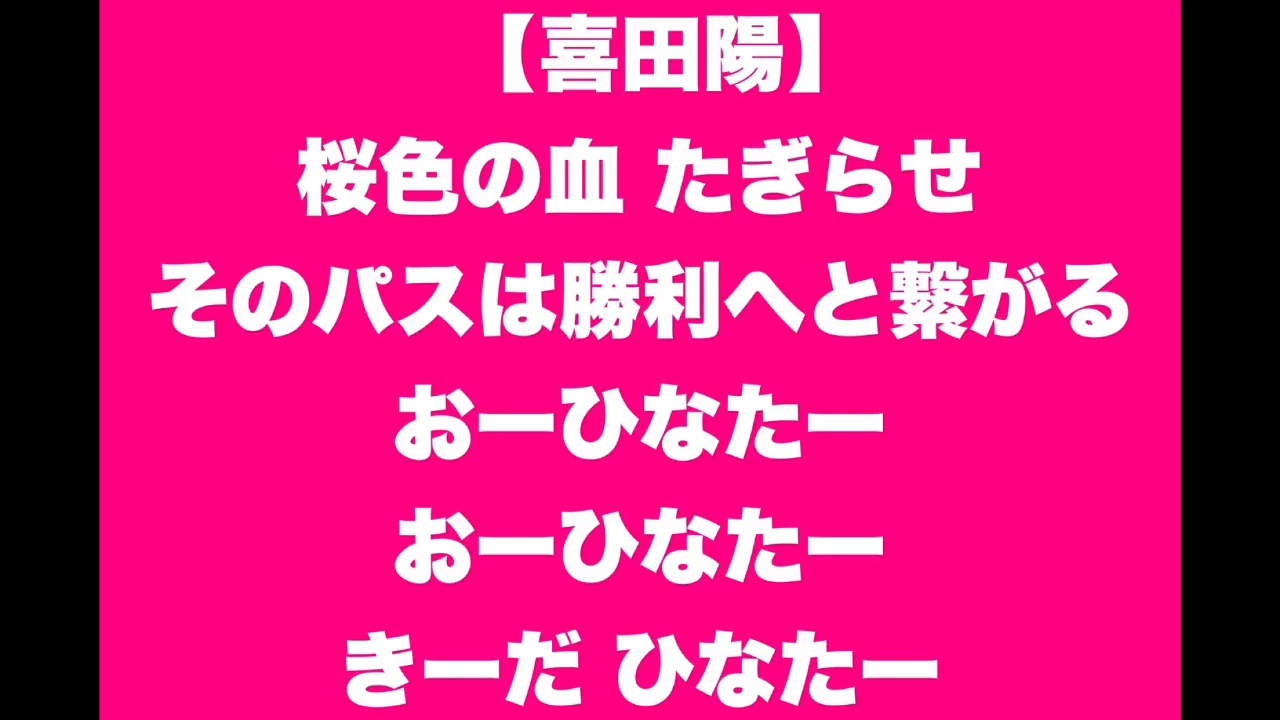 【喜田陽】
桜色の血 たぎらせ
そのパスは勝利へと繋がる
おーひなたー
おーひなたー
きーだ ひなたー